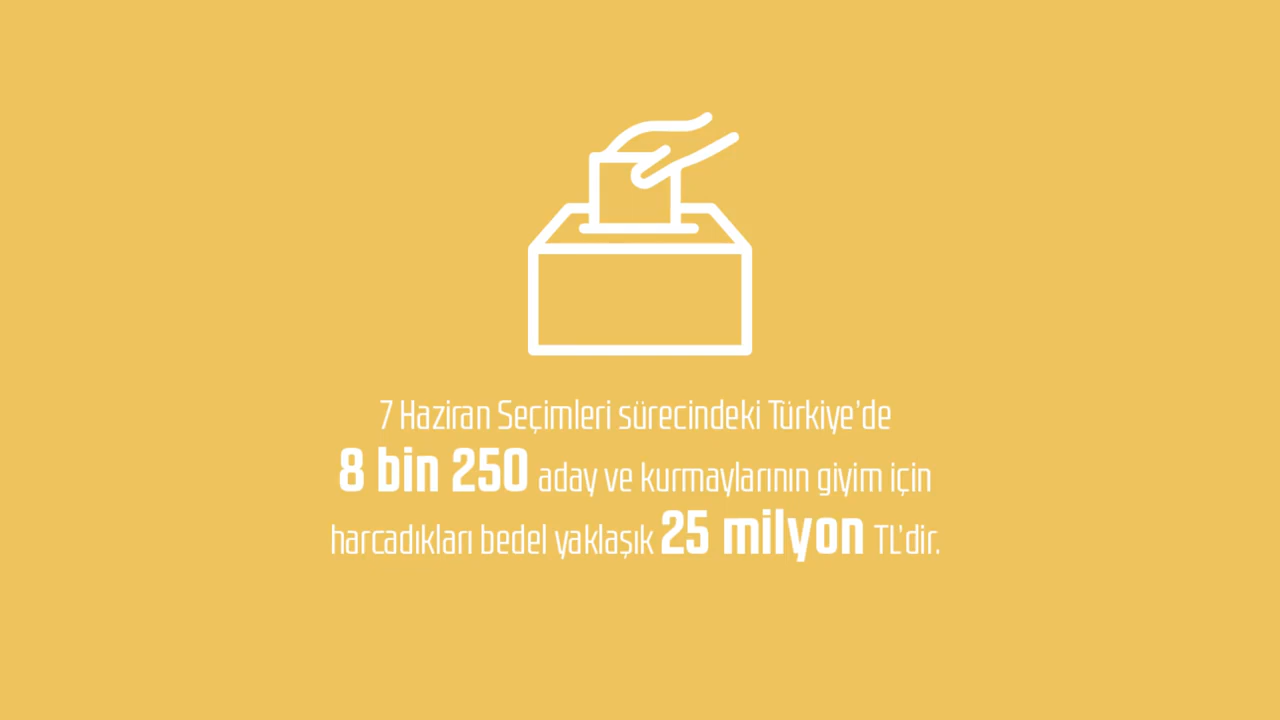 7 Haziran Seçimleri sürecindeki Türkiye'de
8 bin 250 aday ve kurmaylarının giyim için
harcadıkları bedel yaklaşık 25 milyon TL'dir.